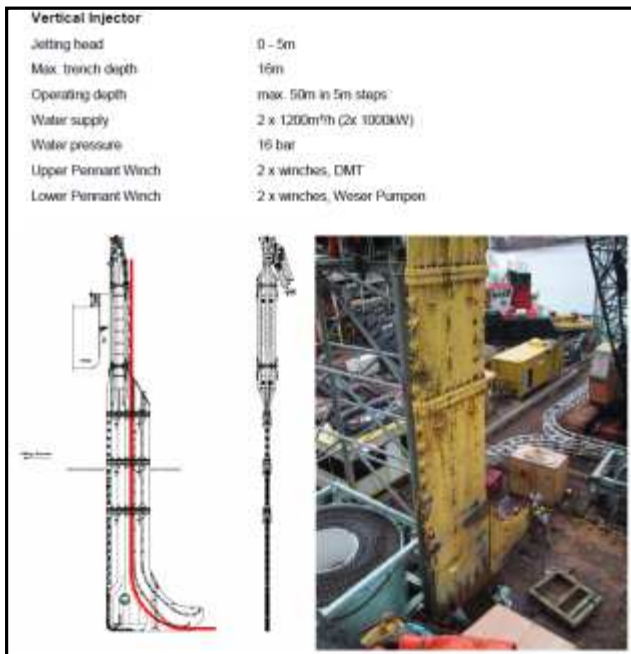 Vertical Injector
Jetting head 0 - 5m
Max. trench depth 16m
Operating depth max. 50m in 5m steps
Water supply 2 x 1200m³/h (2x 1000kW)
Water pressure 16 bar
Upper Pennant Winch 2 x winches, DMT
Lower Pennant Winch 2 x winches, Weser Pumpen